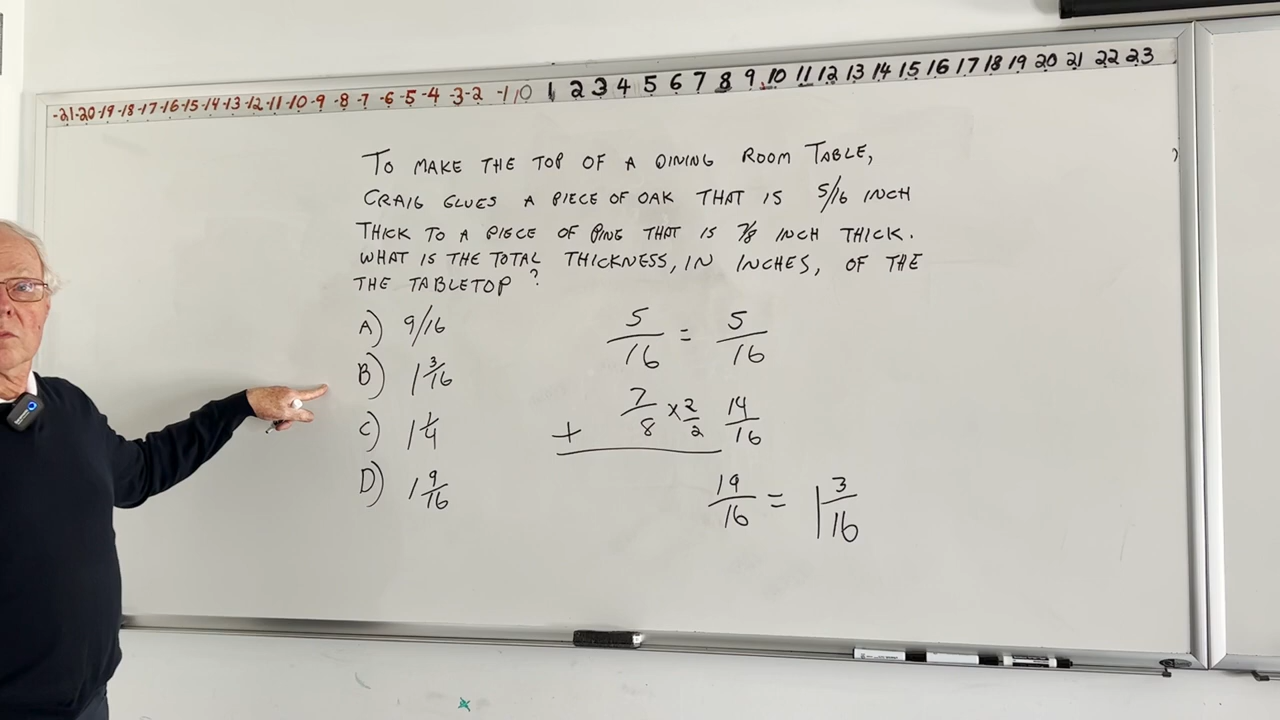 -21 -20 -19 -18 -17 -16 -15 -14 -13 -12 -11 -10 -9 -8 -7 -6 -5 -4 -3 -2 -1 0 1 2 3 4 5 6 7 8 9 10 11 12 13 14 15 16 17 18 19 20 21 22 23
TO MAKE THE TOP OF A DINING ROOM TABLE,
CRAIG GLUES A PIECE OF OAK THAT IS 5/16 INCH
THICK TO A PIECE OF PINE THAT IS 7/8 INCH THICK.
WHAT IS THE TOTAL THICKNESS, IN INCHES, OF THE
THE TABLETOP?
A) 9/16
B) 1 3/16
C) 1 1/4
D) 1 9/16
5/16 = 5/16
+ 7/8 x 2/2 14/16
19/16 = 1 3/16